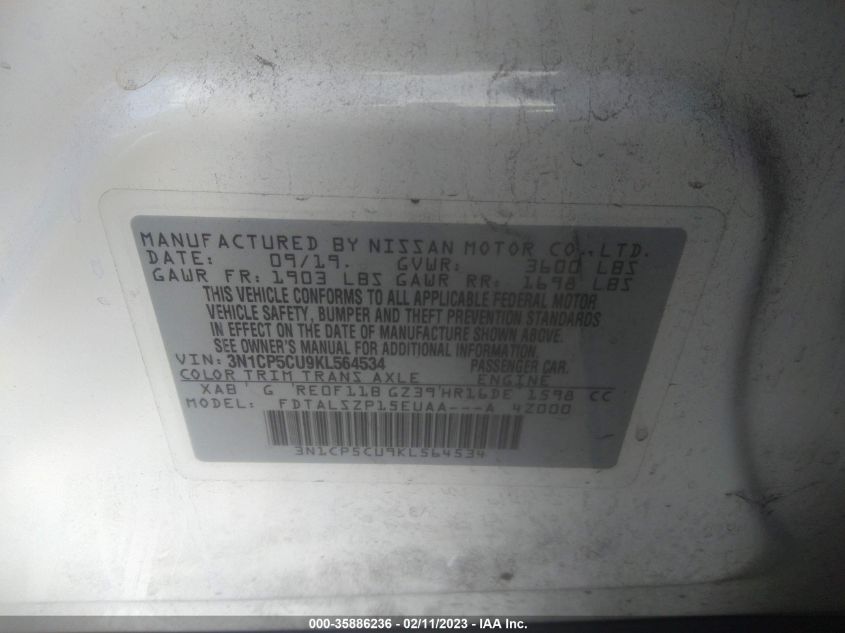 MANUFACTURED BY NISSAN MOTOR CO., LTD.
DATE: 09/19. GVWR: 3600 LBS
GAWR FR: 1903 LBS GAWR RR: 1698 LBS
THIS VEHICLE CONFORMS TO ALL APPLICABLE FEDERAL MOTOR
VEHICLE SAFETY, BUMPER AND THEFT PREVENTION STANDARDS
IN EFFECT ON THE DATE OF MANUFACTURE SHOWN ABOVE.
SEE OWNER'S MANUAL FOR ADDITIONAL INFORMATION.
VIN: 3N1CP5CU9KL564534 PASSENGER CAR.
COLOR TRIM TRANS AXLE ENGINE
XAB' G 'RE0F11B GZ39'HR16DE 1598 CC
MODEL: FDTALSZP15EUAA---A 4Z000
3N1CP5CU9KL564534
000-35886236 - 02/11/2023 - IAA Inc.